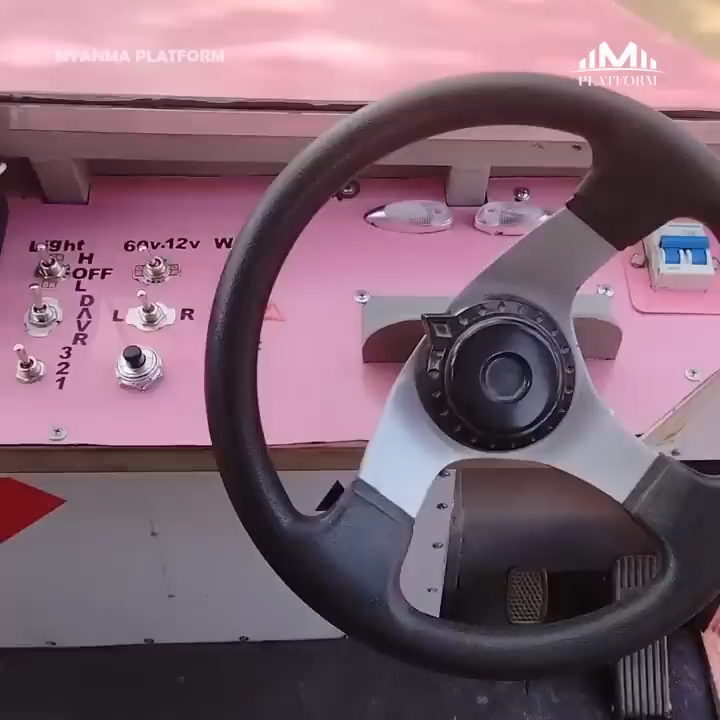 MYANMA PLATFORM
M
PLATFORM
Light
60v-12v
W
H
OFF
L
D
V
R
L R
3
2
1